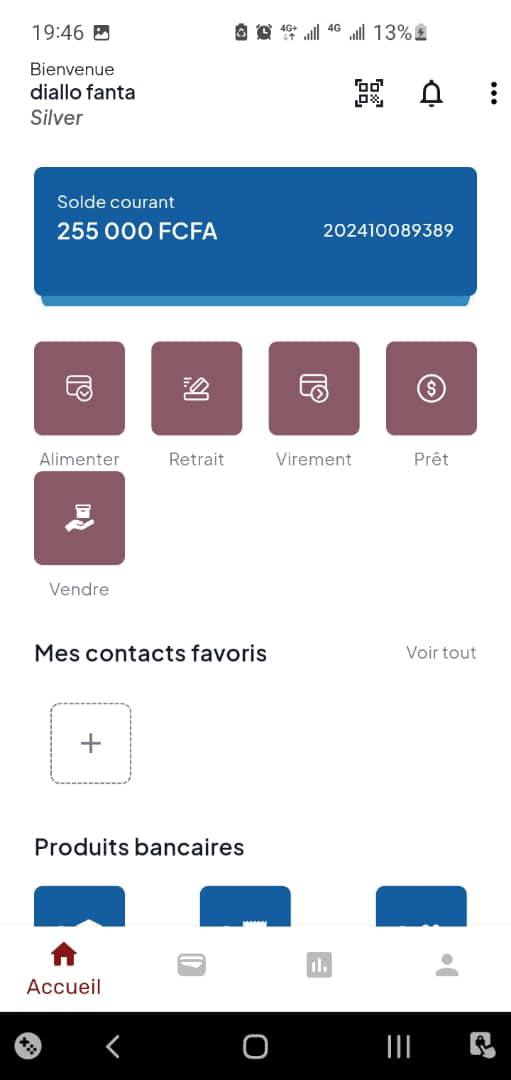 19:46 4G+ 4G 13%
Bienvenue
diallo fanta
Silver
Solde courant
255 000 FCFA 202410089389
Alimenter Retrait Virement Prêt
Vendre
Mes contacts favoris Voir tout
Produits bancaires
Accueil